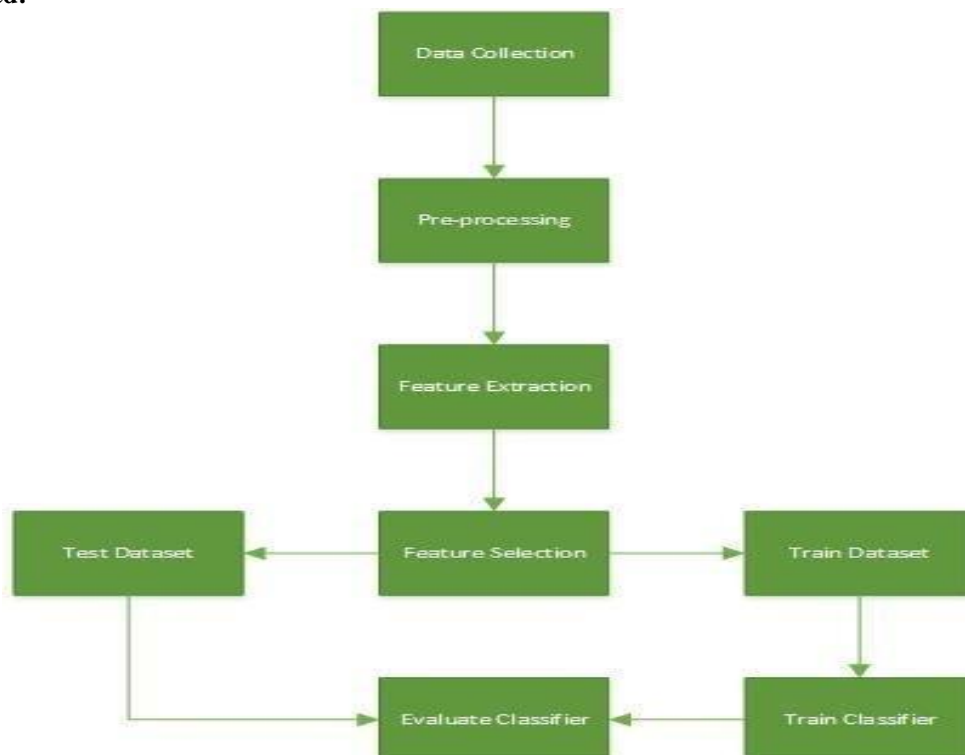 Data Collection
Pre-processing
Feature Extraction
Test Dataset
Feature Selection
Train Dataset
Evaluate Classifier
Train Classifier